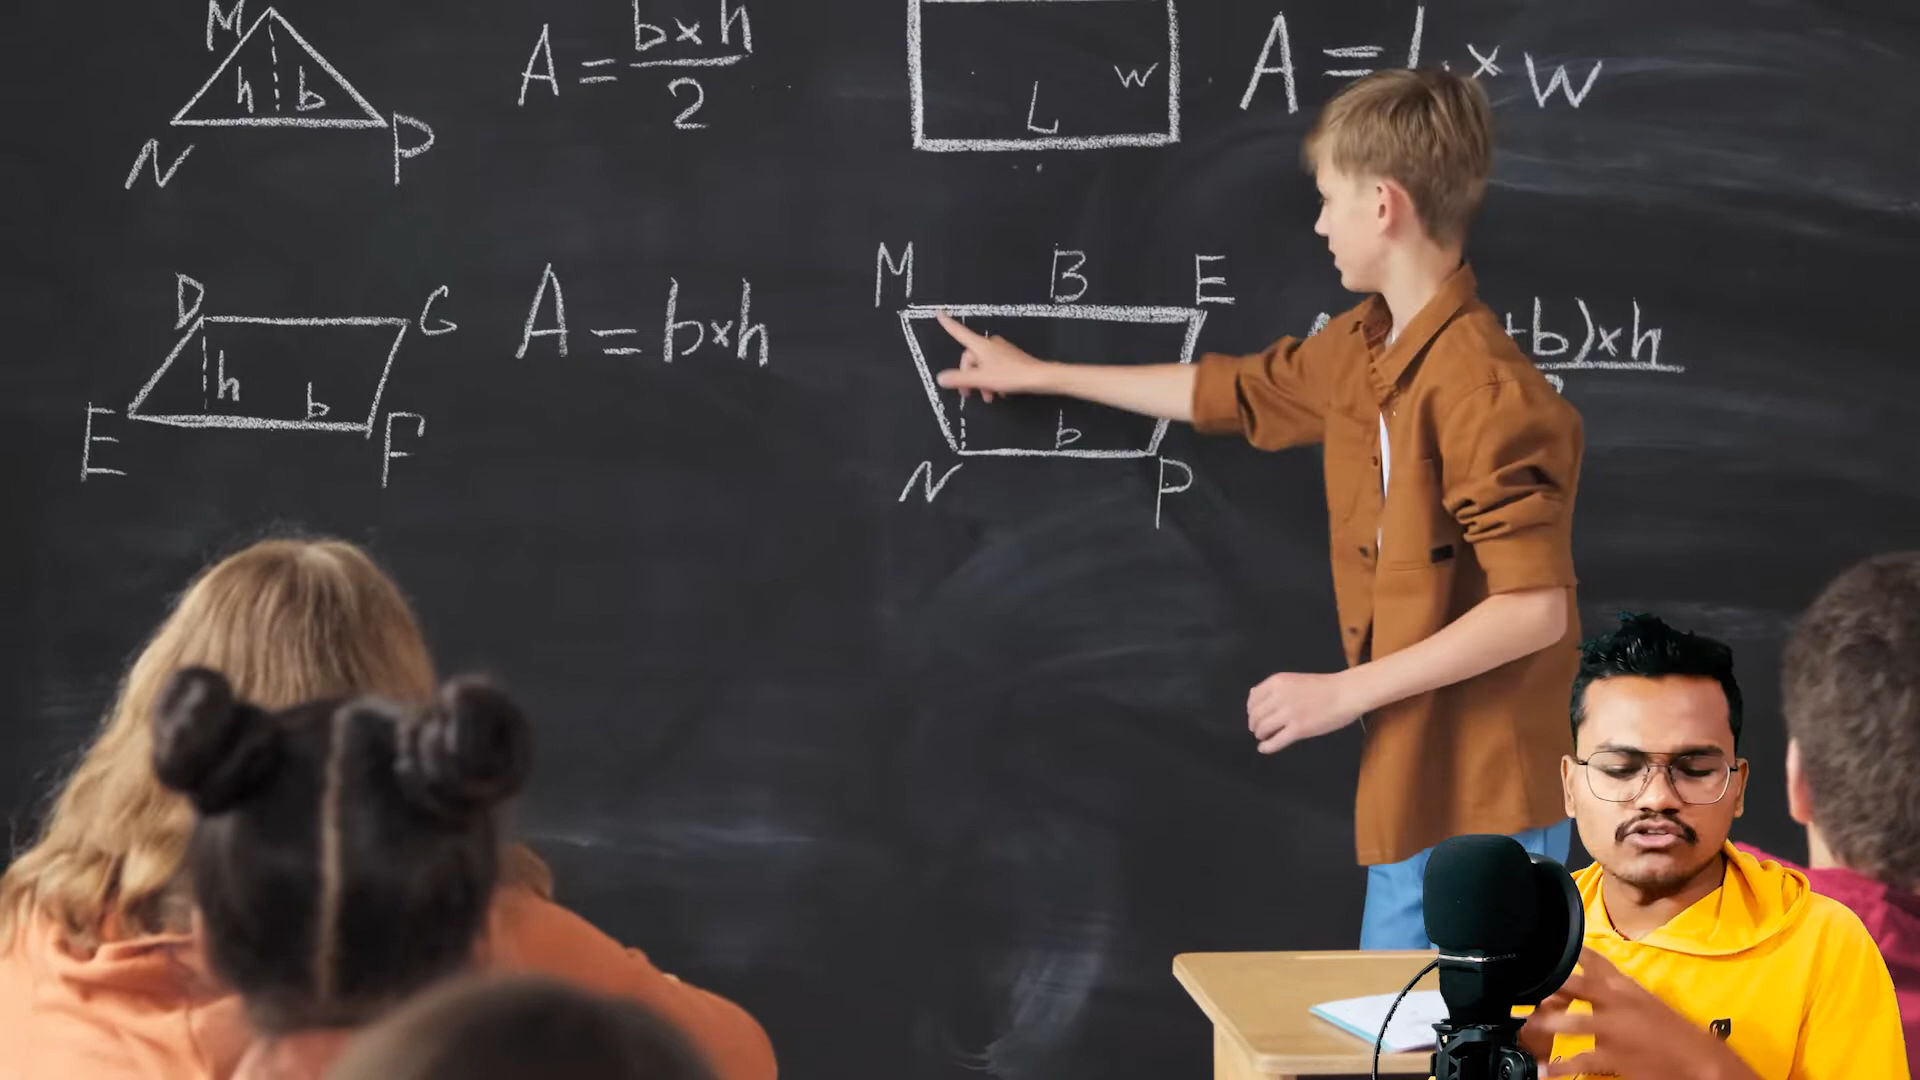 M
h b
N P
A = b×h
2
L W
A = L × W
D G
h b
E F
A = b×h
M B E
b
N P
+b)×h